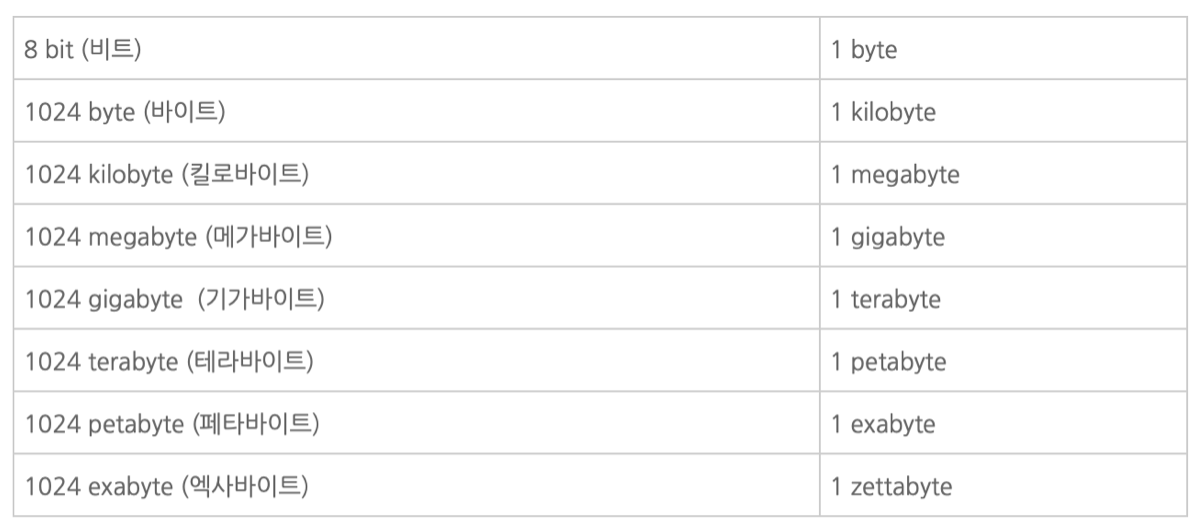 8 bit (비트) 1 byte
1024 byte (바이트) 1 kilobyte
1024 kilobyte (킬로바이트) 1 megabyte
1024 megabyte (메가바이트) 1 gigabyte
1024 gigabyte  (기가바이트) 1 terabyte
1024 terabyte (테라바이트) 1 petabyte
1024 petabyte (페타바이트) 1 exabyte
1024 exabyte (엑사바이트) 1 zettabyte